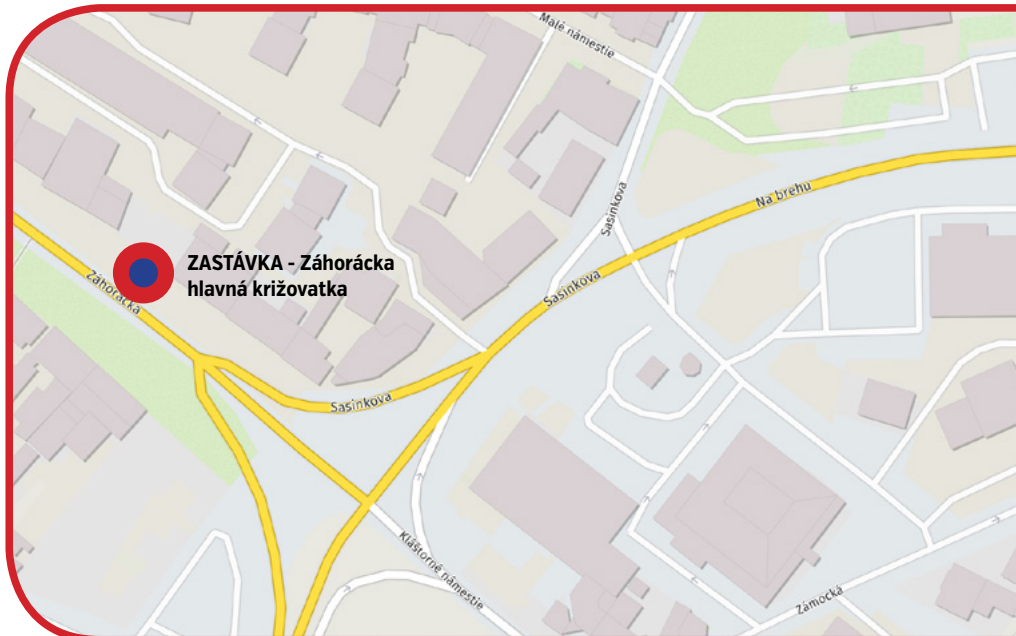 Malé námestie
Sasinkova
Na brehu
ZASTÁVKA - Záhorácka
hlavná križovatka
Záhorácka
Sasinkova
Sasinkova
Kláštorné námestie
Zámocká